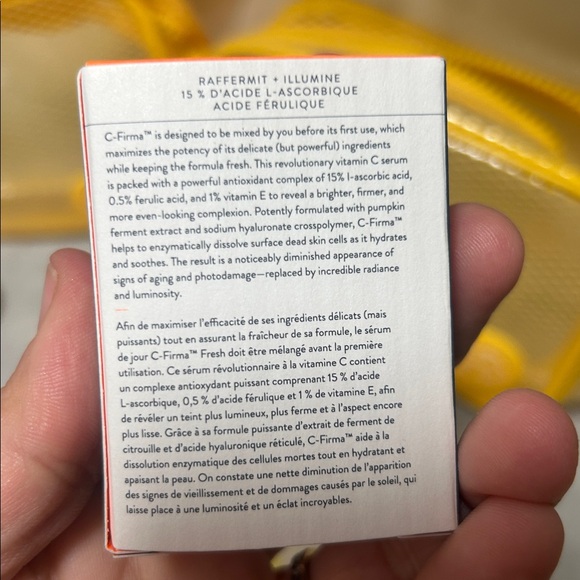 RAFFERMIT + ILLUMINE
15 % D'ACIDE L-ASCORBIQUE
ACIDE FÉRULIQUE
C-Firma™ is designed to be mixed by you before its first use, which
maximizes the potency of its delicate (but powerful) ingredients
while keeping the formula fresh. This revolutionary vitamin C serum
is packed with a powerful antioxidant complex of 15% l-ascorbic acid,
0.5% ferulic acid, and 1% vitamin E to reveal a brighter, firmer, and
more even-looking complexion. Potently formulated with pumpkin
ferment extract and sodium hyaluronate crosspolymer, C-Firma™
helps to enzymatically dissolve surface dead skin cells as it hydrates
and soothes. The result is a noticeably diminished appearance of
signs of aging and photodamage—replaced by incredible radiance
and luminosity.
Afin de maximiser l'efficacité de ses ingrédients délicats (mais
puissants) tout en assurant la fraîcheur de sa formule, le sérum
de jour C-Firma™ Fresh doit être mélangé avant la première
utilisation. Ce sérum révolutionnaire à la vitamine C contient
un complexe antioxydant puissant comprenant 15 % d'acide
L-ascorbique, 0,5 % d'acide férulique et 1 % de vitamine E, afin
de révéler un teint plus lumineux, plus ferme et à l'aspect encore
plus lisse. Grâce à sa formule puissante d'extrait de ferment de
citrouille et d'acide hyaluronique réticulé, C-Firma™ aide à la
dissolution enzymatique des cellules mortes tout en hydratant et
apaisant la peau. On constate une nette diminution de l'apparition
des signes de vieillissement et de dommages causés par le soleil, qui
laisse place à une luminosité et un éclat incroyables.